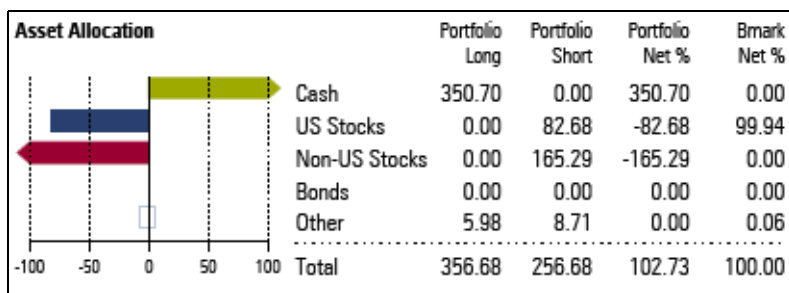 Asset Allocation Portfolio Long Portfolio Short Portfolio Net % Bmark Net %
Cash 350.70 0.00 350.70 0.00
US Stocks 0.00 82.68 -82.68 99.94
Non-US Stocks 0.00 165.29 -165.29 0.00
Bonds 0.00 0.00 0.00 0.00
Other 5.98 8.71 0.00 0.06
-100 -50 0 50 100 Total 356.68 256.68 102.73 100.00